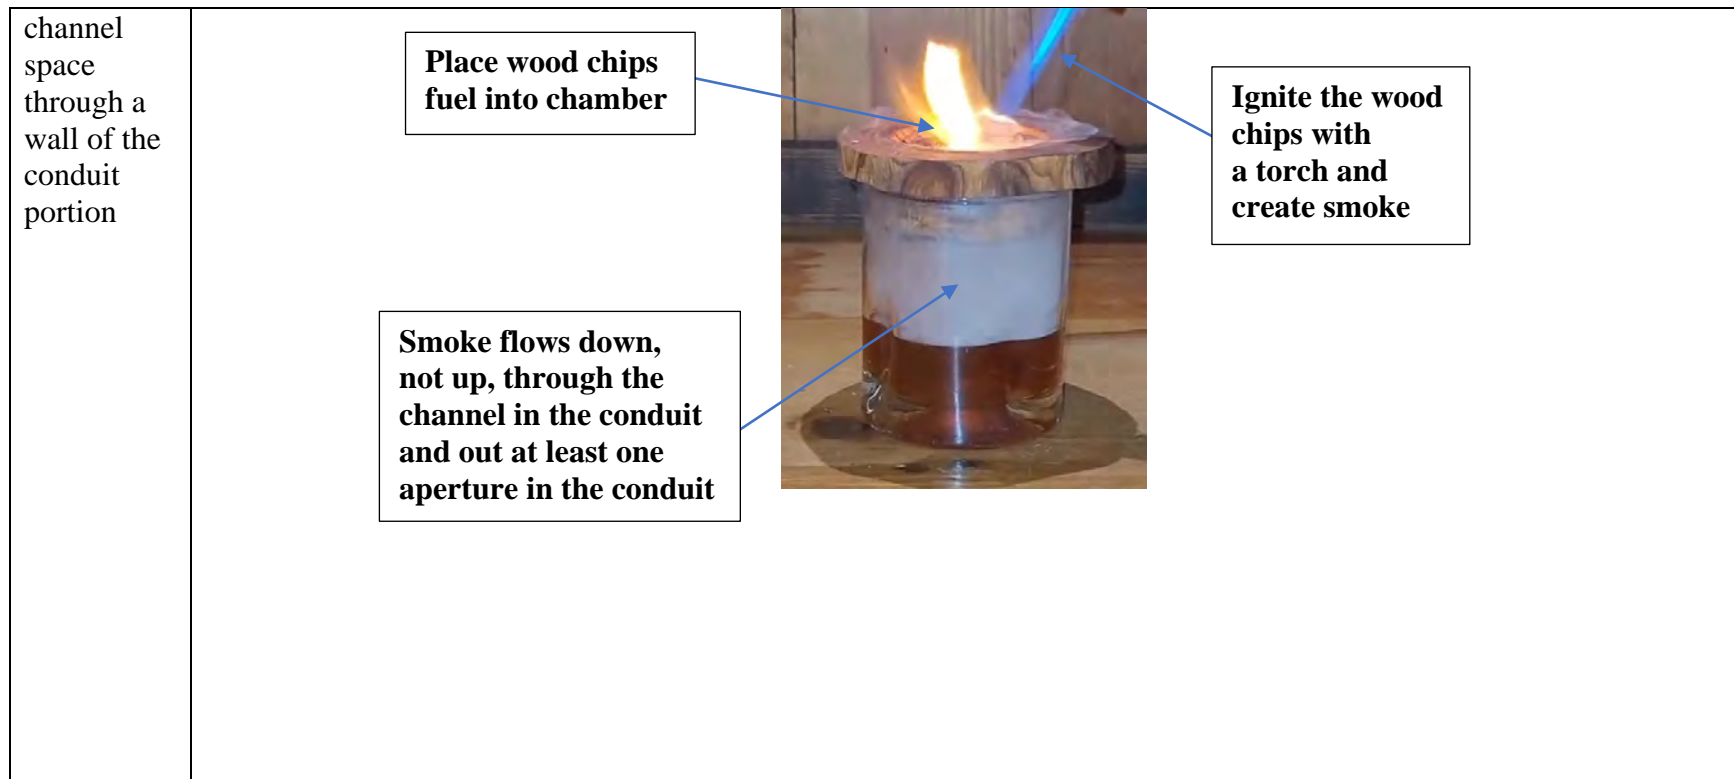 channel
space
through a
wall of the
conduit
portion
Place wood chips
fuel into chamber
Ignite the wood
chips with
a torch and
create smoke
Smoke flows down,
not up, through the
channel in the conduit
and out at least one
aperture in the conduit